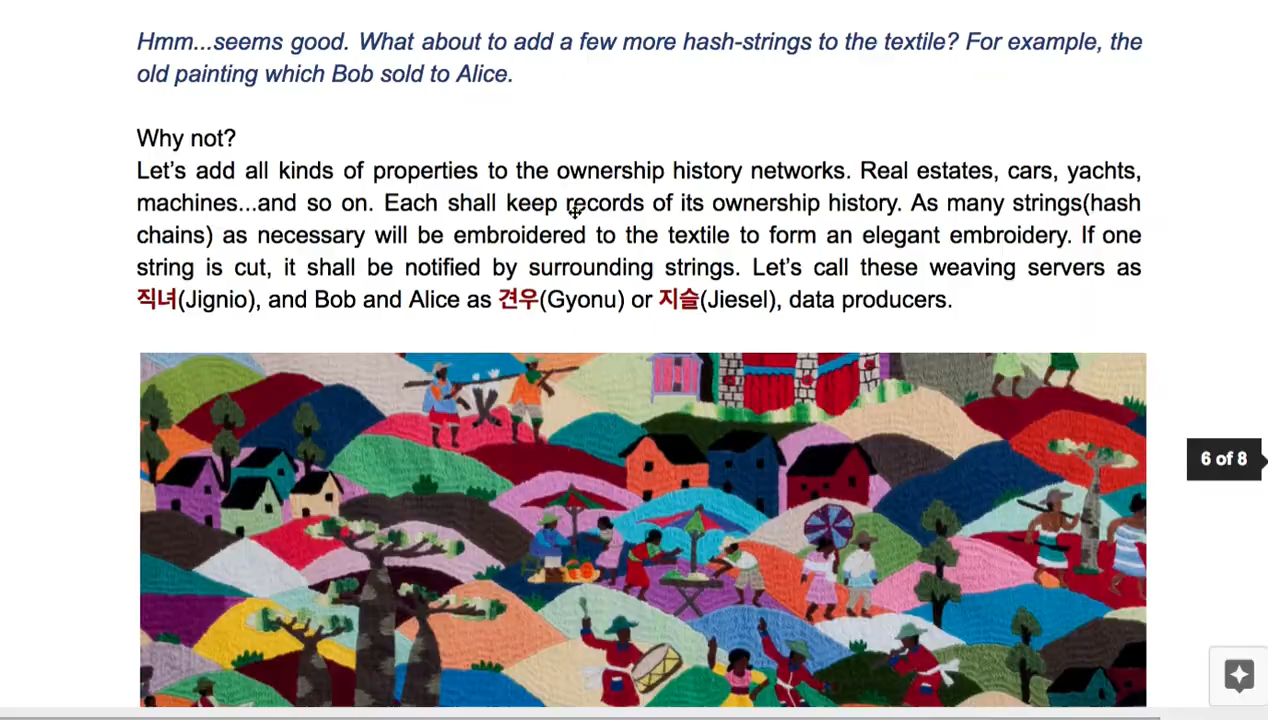 Hmm...seems good. What about to add a few more hash-strings to the textile? For example, the
old painting which Bob sold to Alice.
Why not?
Let’s add all kinds of properties to the ownership history networks. Real estates, cars, yachts,
machines...and so on. Each shall keep records of its ownership history. As many strings(hash
chains) as necessary will be embroidered to the textile to form an elegant embroidery. If one
string is cut, it shall be notified by surrounding strings. Let’s call these weaving servers as
직녀(Jignio), and Bob and Alice as 견우(Gyonu) or 지슬(Jiesel), data producers.
6 of 8